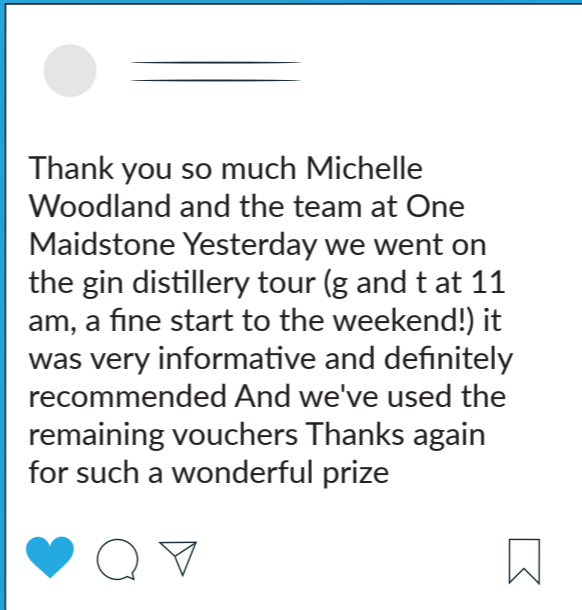 Thank you so much Michelle
Woodland and the team at One
Maidstone Yesterday we went on
the gin distillery tour (g and t at 11
am, a fine start to the weekend!) it
was very informative and definitely
recommended And we've used the
remaining vouchers Thanks again
for such a wonderful prize